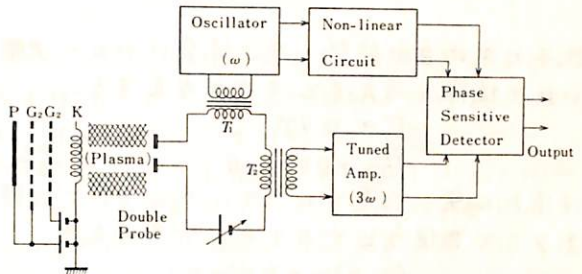 Oscillator
(ω)
Non-linear
Circuit
P G₂ G₂ K
(Plasma)
T₁
T₂
Tuned
Amp.
(3ω)
Phase
Sensitive
Detector
Output
Double
Probe